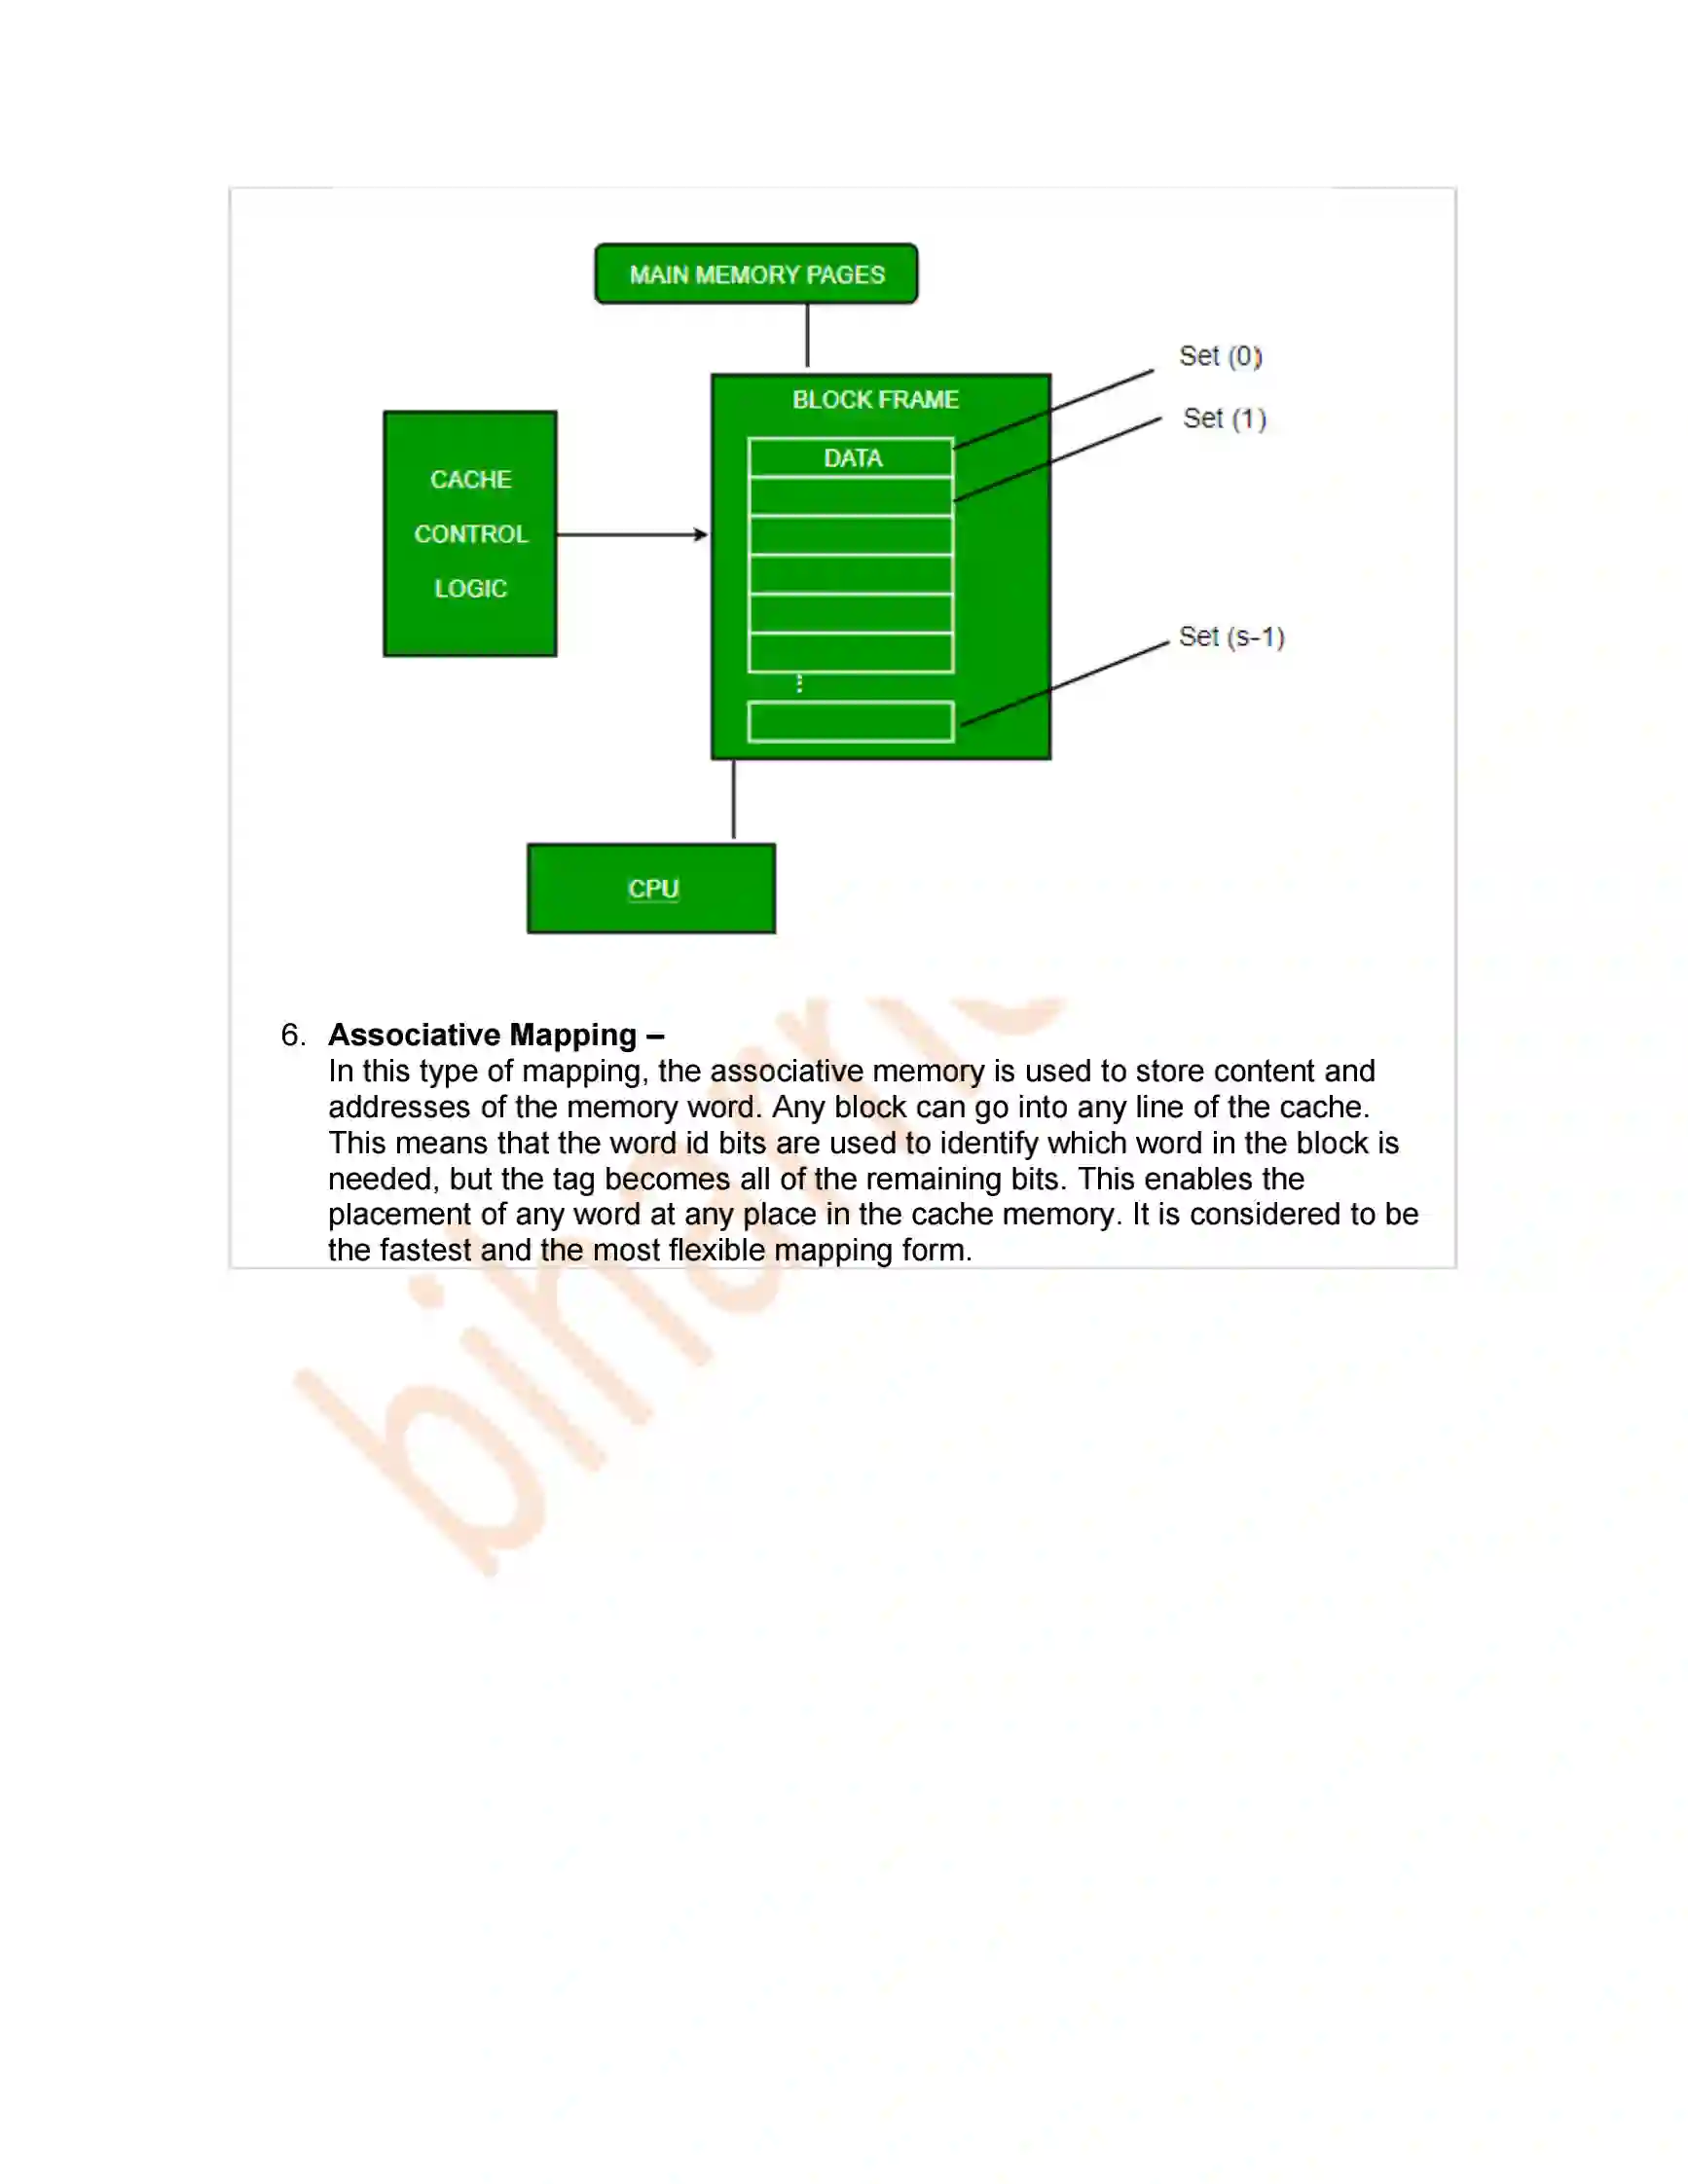 MAIN MEMORY PAGES
Set (0)
BLOCK FRAME
Set (1)
DATA
CACHE
CONTROL
LOGIC
Set (s-1)
⋮
CPU
6. Associative Mapping –
In this type of mapping, the associative memory is used to store content and
addresses of the memory word. Any block can go into any line of the cache.
This means that the word id bits are used to identify which word in the block is
needed, but the tag becomes all of the remaining bits. This enables the
placement of any word at any place in the cache memory. It is considered to be
the fastest and the most flexible mapping form.